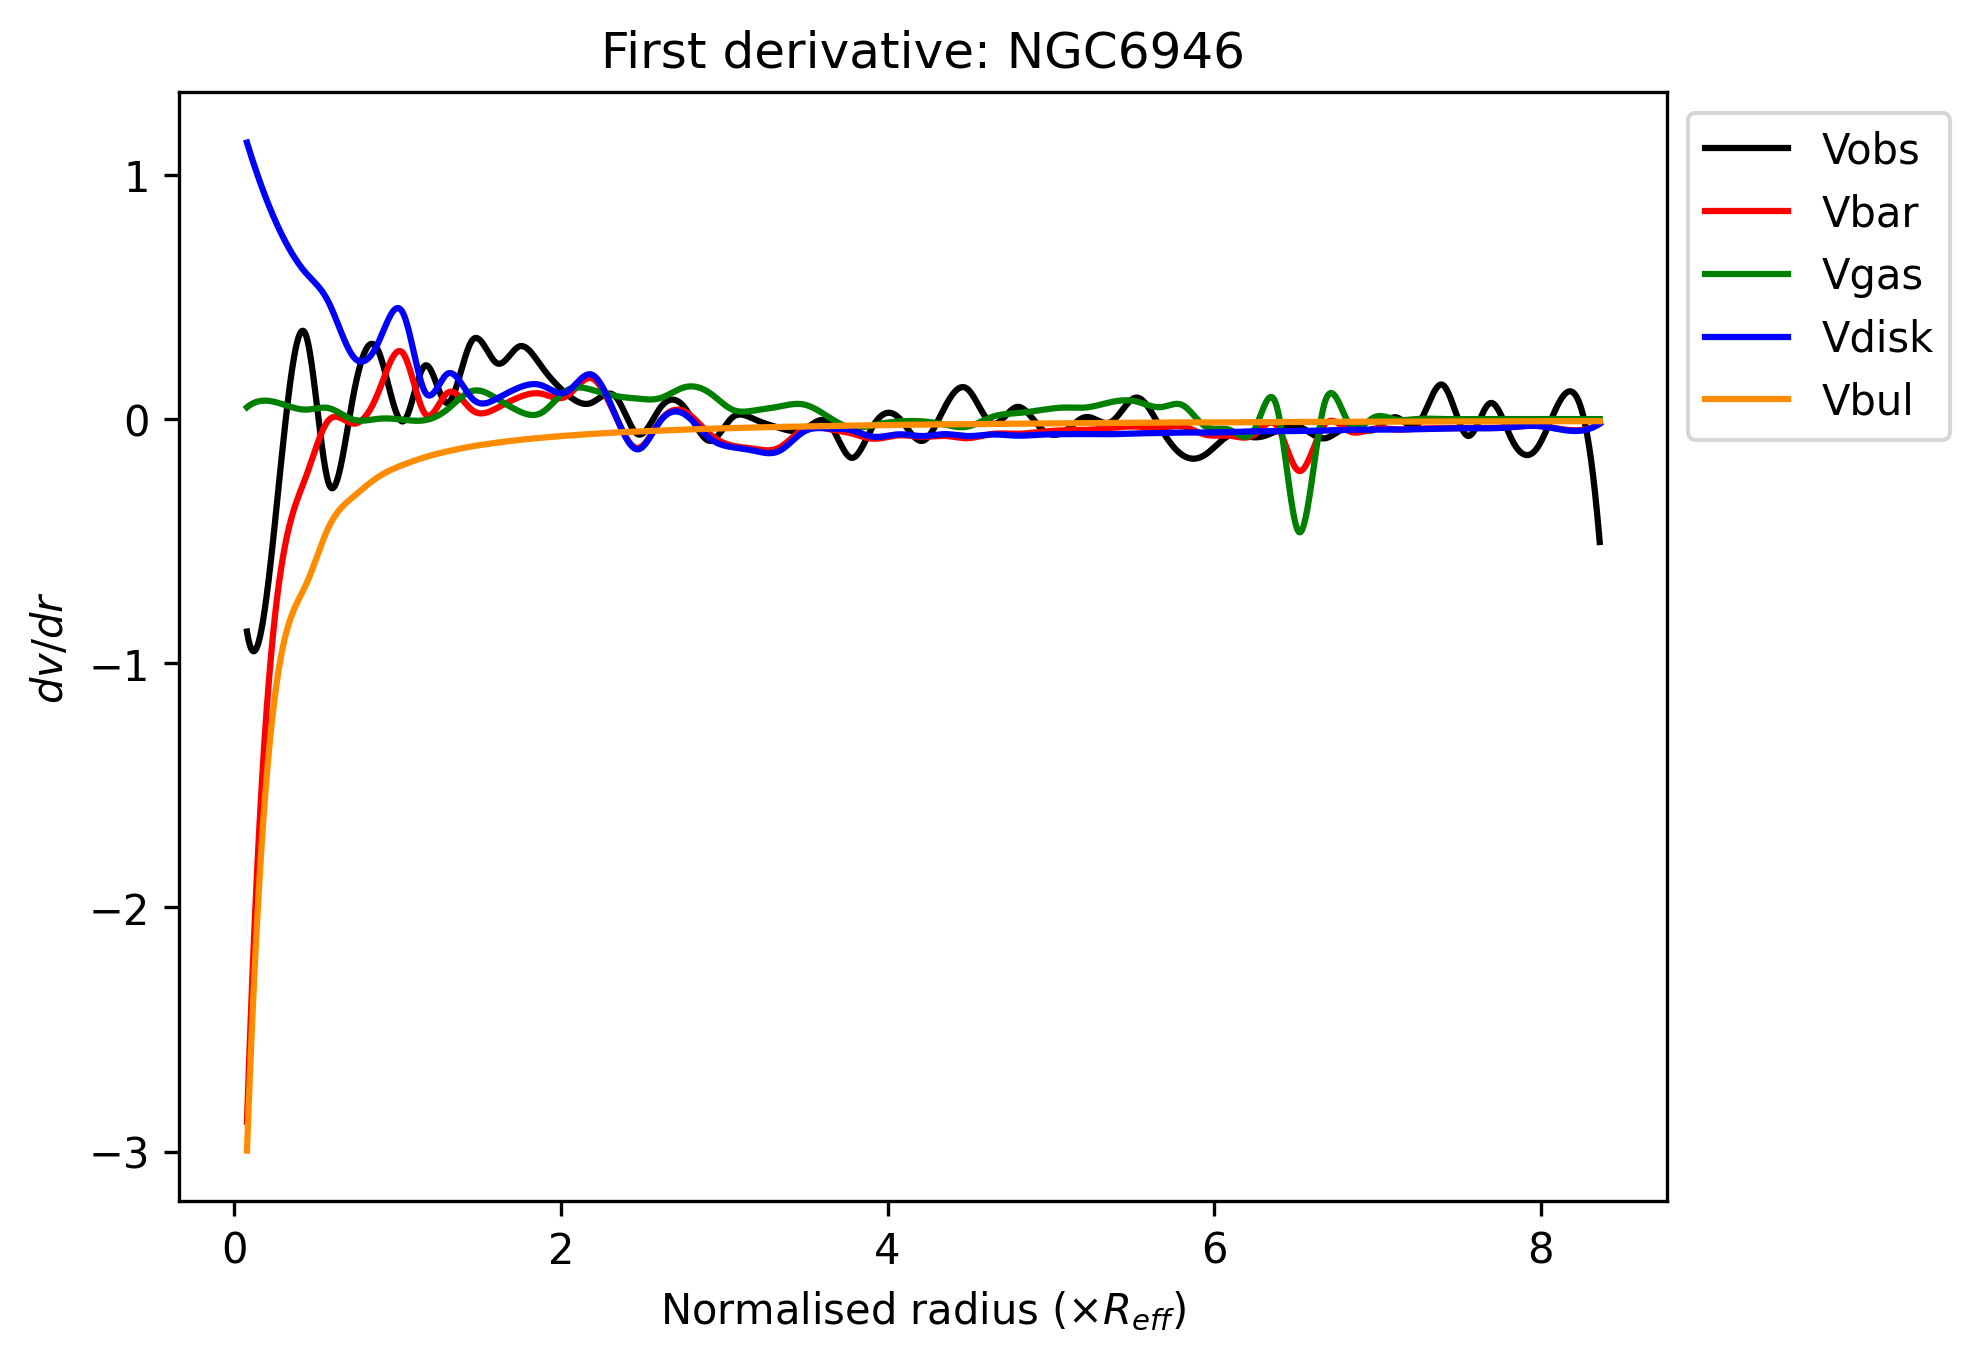 First derivative: NGC6946
1
0
−1
−2
−3
dv/dr
0 2 4 6 8
Normalised radius (×R_eff)
Vobs
Vbar
Vgas
Vdisk
Vbul